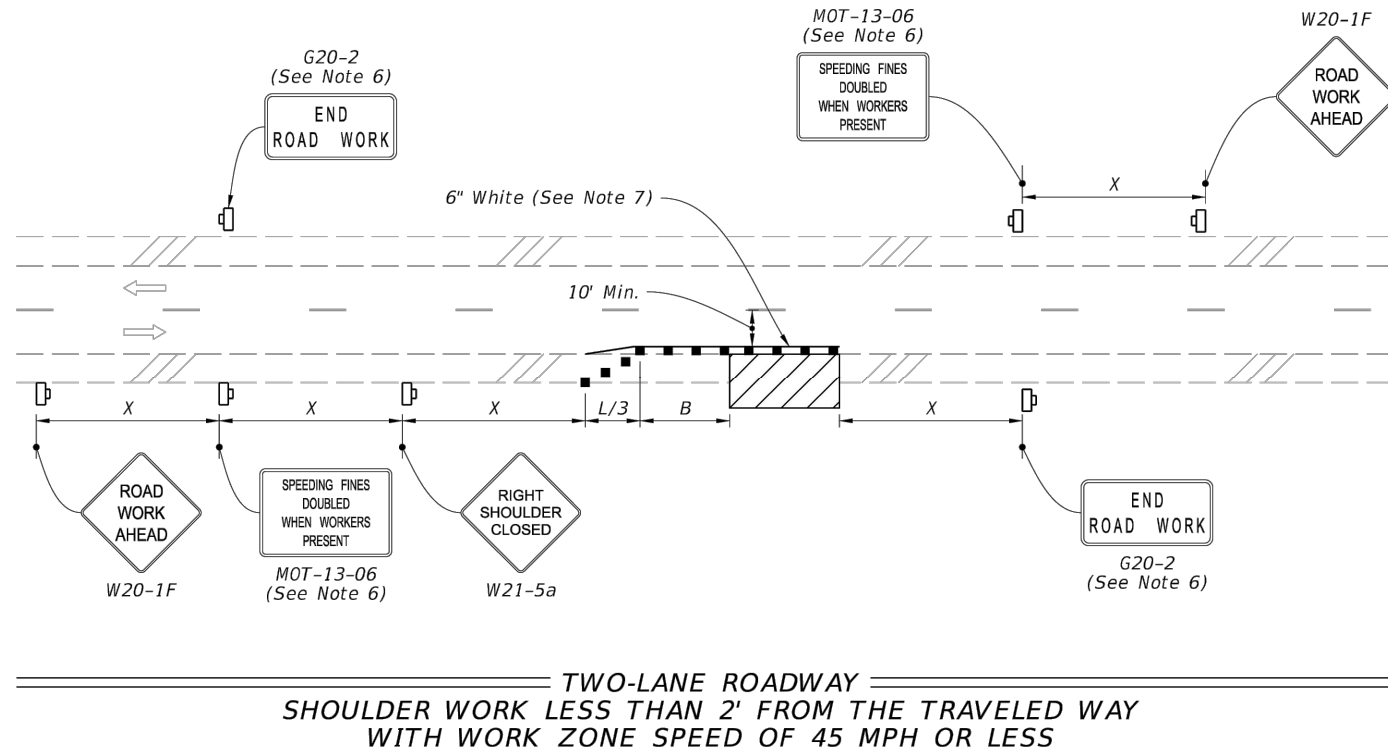 MOT-13-06
(See Note 6)
SPEEDING FINES
DOUBLED
WHEN WORKERS
PRESENT
W20-1F
ROAD
WORK
AHEAD
G20-2
(See Note 6)
END
ROAD WORK
X
6" White (See Note 7)
10' Min.
X
X
X
L/3
B
X
ROAD
WORK
AHEAD
W20-1F
SPEEDING FINES
DOUBLED
WHEN WORKERS
PRESENT
MOT-13-06
(See Note 6)
RIGHT
SHOULDER
CLOSED
W21-5a
END
ROAD WORK
G20-2
(See Note 6)
TWO-LANE ROADWAY
SHOULDER WORK LESS THAN 2' FROM THE TRAVELED WAY
WITH WORK ZONE SPEED OF 45 MPH OR LESS